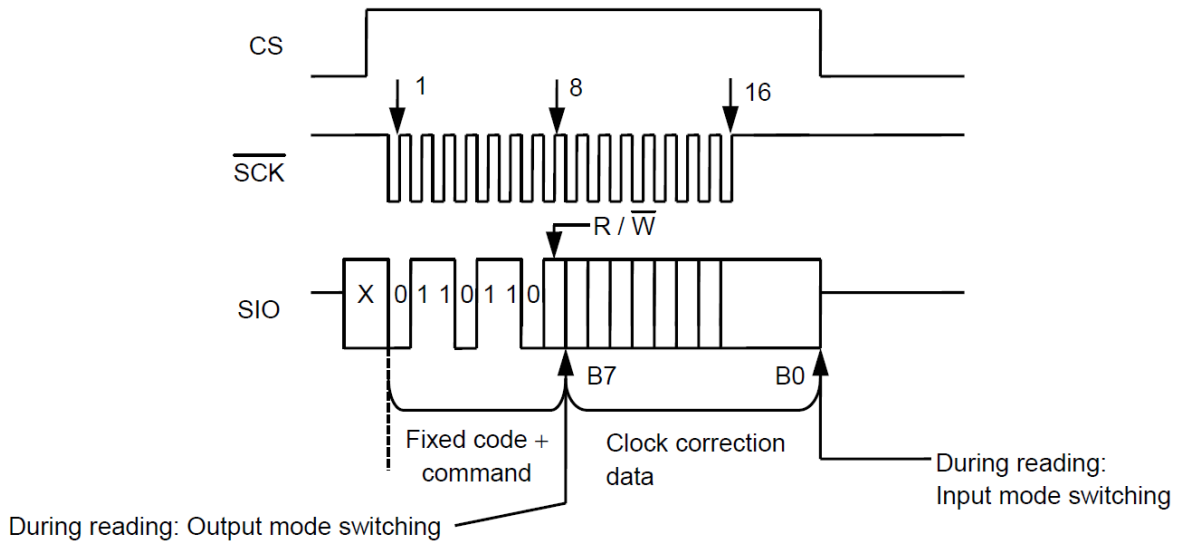 CS
1
8
16
SCK
R / W
SIO
X 0 1 1 0 1 1 0
B7
B0
Fixed code +
command
Clock correction
data
During reading:
Input mode switching
During reading: Output mode switching